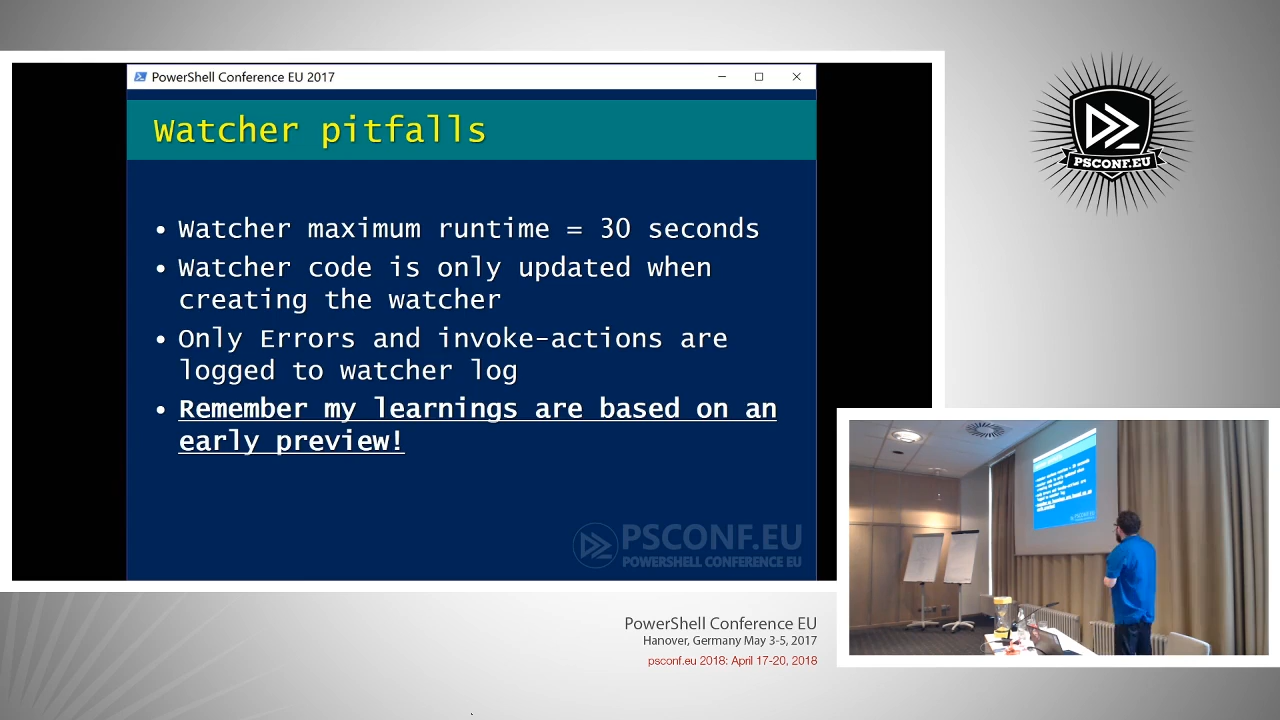 PowerShell Conference EU 2017
Watcher pitfalls
• Watcher maximum runtime = 30 seconds
• Watcher code is only updated when
creating the watcher
• Only Errors and invoke-actions are
logged to watcher log
• Remember my learnings are based on an
early preview!
PSCONF.EU
POWERSHELL CONFERENCE EU
PSCONF.EU
PowerShell Conference EU
Hanover, Germany May 3-5, 2017
psconf.eu 2018: April 17-20, 2018